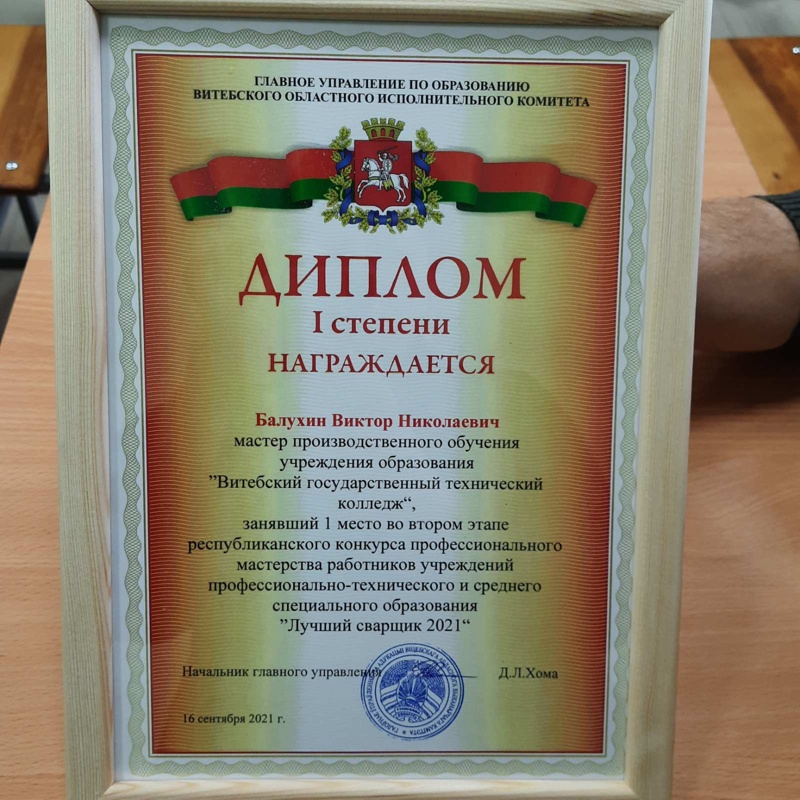 ГЛАВНОЕ УПРАВЛЕНИЕ ПО ОБРАЗОВАНИЮ
ВИТЕБСКОГО ОБЛАСТНОГО ИСПОЛНИТЕЛЬНОГО КОМИТЕТА
ДИПЛОМ
I степени
НАГРАЖДАЕТСЯ
Балухин Виктор Николаевич
мастер производственного обучения
учреждения образования
”Витебский государственный технический
колледж“,
занявший 1 место во втором этапе
республиканского конкурса профессионального
мастерства работников учреждений
профессионально-технического и среднего
специального образования
”Лучший сварщик 2021“
Начальник главного управления Д.Л.Хома
16 сентября 2021 г.